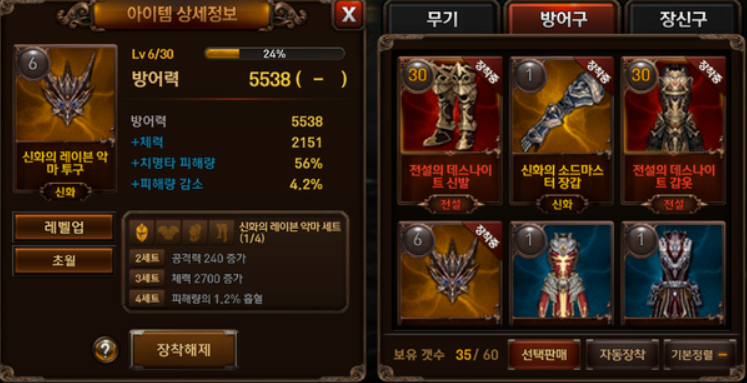 아이템 상세정보
X
6
신화의 레이븐 악
마 투구
신화
Lv 6/30
24%
방어력
5538 ( - )
방어력 5538
+체력 2151
+치명타 피해량 56%
+피해량 감소 4.2%
레벨업
초월
신화의 레이븐 악마 세트
(1/4)
2세트 공격력 240 증가
3세트 체력 2700 증가
4세트 피해량의 1.2% 흡혈
?
장착해제
무기
방어구
장신구
30
장착중
전설의 데스나이
트 신발
전설
1
장착중
신화의 소드마스
터 장갑
신화
30
장착중
전설의 데스나이
트 갑옷
전설
6
장착중
1
1
보유 갯수 35/ 60
선택판매
자동장착
기본정렬